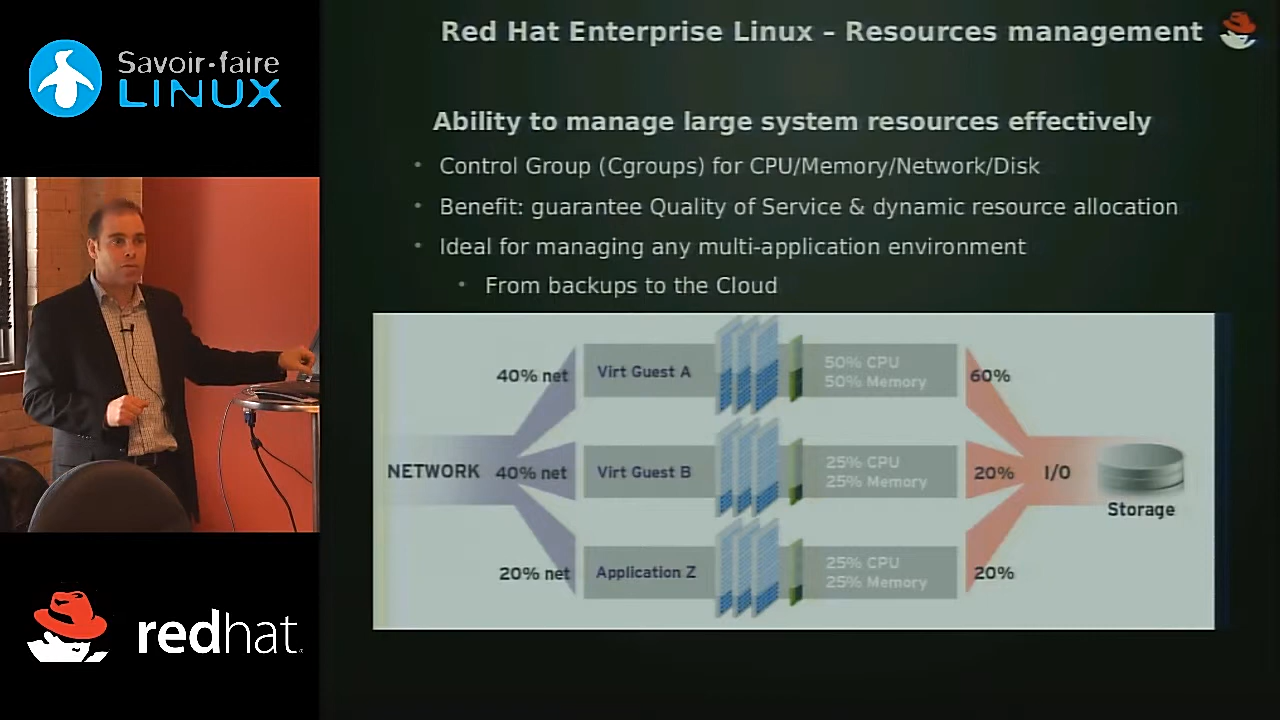 Savoir-faire
LINUX
Red Hat Enterprise Linux – Resources management
Ability to manage large system resources effectively
• Control Group (Cgroups) for CPU/Memory/Network/Disk
• Benefit: guarantee Quality of Service & dynamic resource allocation
• Ideal for managing any multi-application environment
• From backups to the Cloud
40% net Virt Guest A 50% CPU 60%
50% Memory
NETWORK 40% net Virt Guest B 25% CPU 20% I/O
25% Memory
Storage
20% net Application Z 25% CPU 20%
25% Memory
redhat.